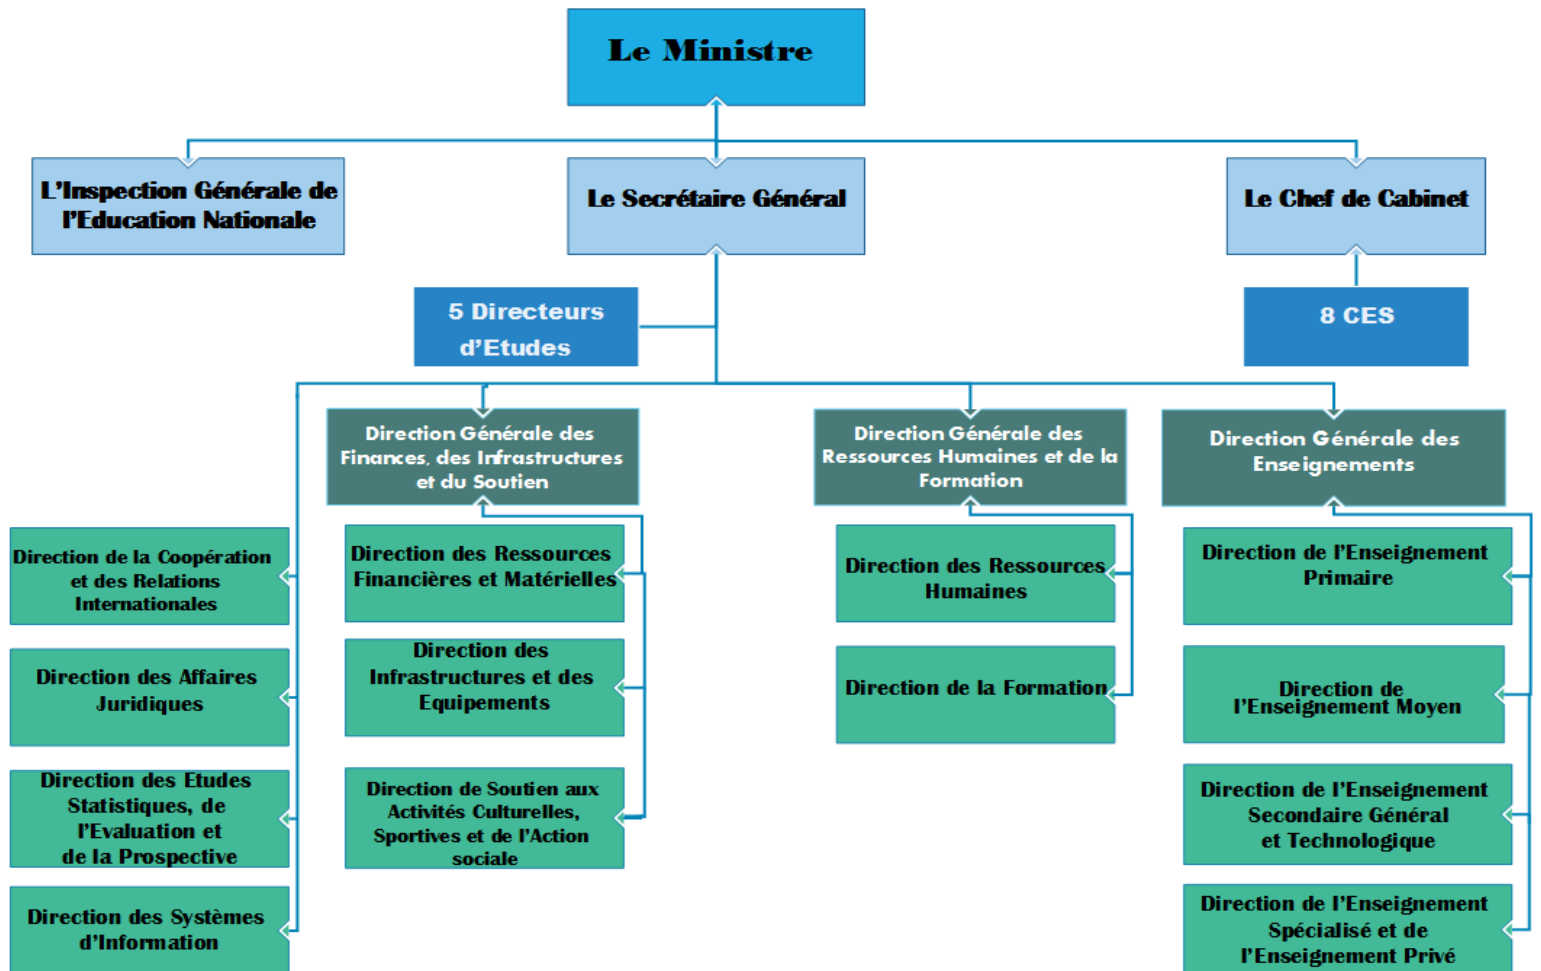 Le Ministre
L'Inspection Générale de
l'Education Nationale
Le Secrétaire Général
Le Chef de Cabinet
5 Directeurs
d'Etudes
8 CES
Direction Générale des
Finances, des Infrastructures
et du Soutien
Direction Générale des
Ressources Humaines et de la
Formation
Direction Générale des
Enseignements
Direction de la Coopération
et des Relations
Internationales
Direction des Affaires
Juridiques
Direction des Etudes
Statistiques, de
l'Evaluation et
de la Prospective
Direction des Systèmes
d'Information
Direction des Ressources
Financières et Matérielles
Direction des
Infrastructures et des
Equipements
Direction de Soutien aux
Activités Culturelles,
Sportives et de l'Action
sociale
Direction des Ressources
Humaines
Direction de la Formation
Direction de l'Enseignement
Primaire
Direction de
l'Enseignement Moyen
Direction de l'Enseignement
Secondaire Général
et Technologique
Direction de l'Enseignement
Spécialisé et de
l'Enseignement Privé